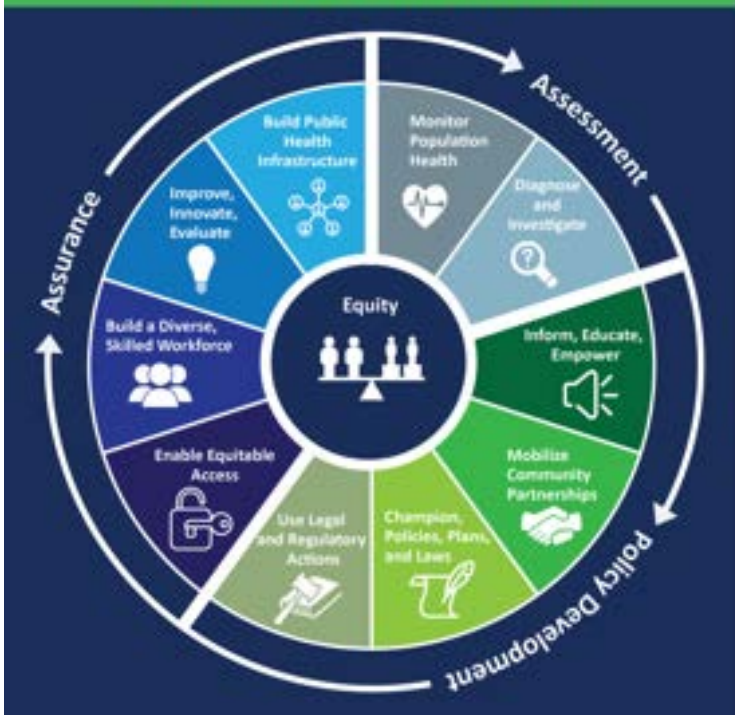 Assessment
Monitor
Population
Health
Diagnose
and
Investigate
Policy Development
Inform, Educate,
Empower
Mobilize
Community
Partnerships
Champion,
Policies, Plans,
and Laws
Use Legal
and Regulatory
Actions
Assurance
Enable Equitable
Access
Build a Diverse,
Skilled Workforce
Improve,
Innovate,
Evaluate
Build Public
Health
Infrastructure
Equity
?